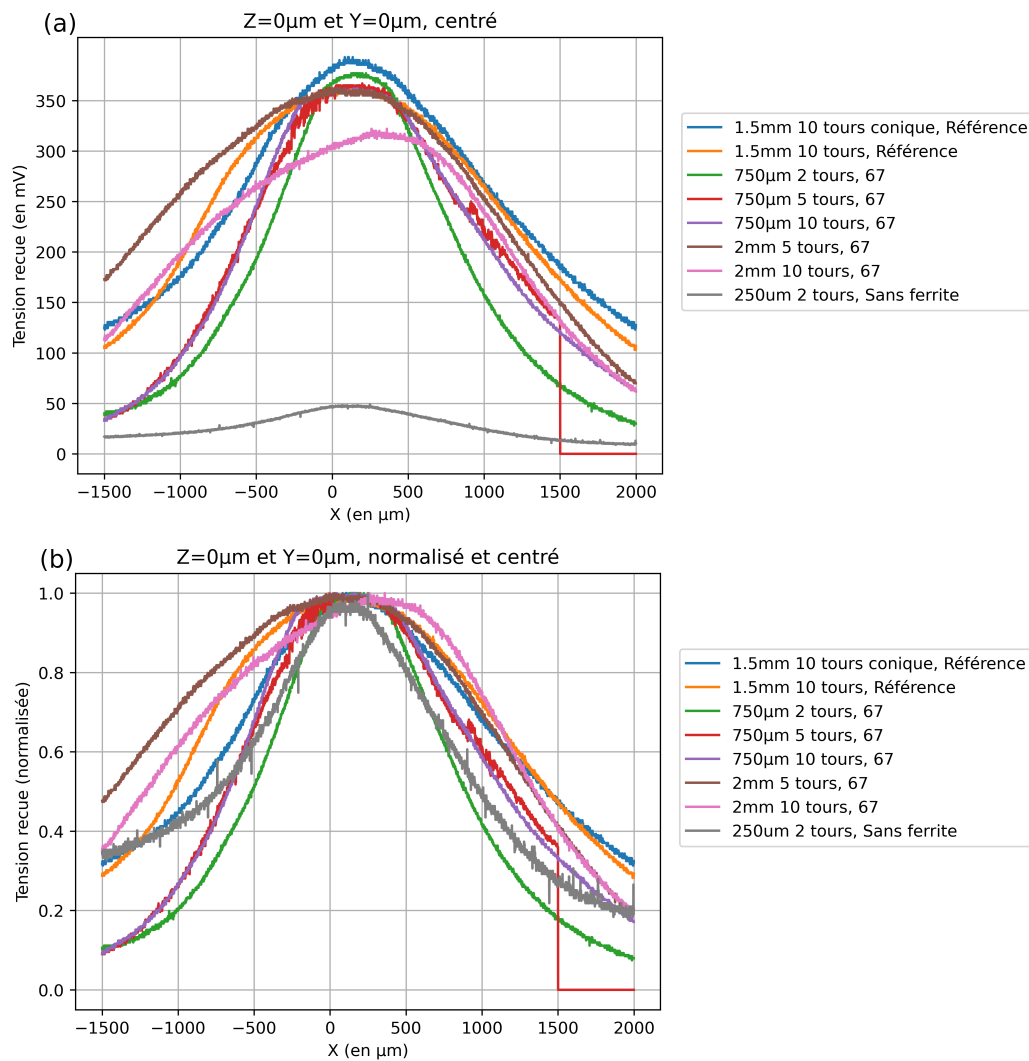 (a)
Z=0µm et Y=0µm, centré
Tension recue (en mV)
350
300
250
200
150
100
50
0
−1500
−1000
−500
0
500
1000
1500
2000
X (en µm)
1.5mm 10 tours conique, Référence
1.5mm 10 tours, Référence
750µm 2 tours, 67
750µm 5 tours, 67
750µm 10 tours, 67
2mm 5 tours, 67
2mm 10 tours, 67
250um 2 tours, Sans ferrite
(b)
Z=0µm et Y=0µm, normalisé et centré
Tension recue (normalisée)
1.0
0.8
0.6
0.4
0.2
0.0
−1500
−1000
−500
0
500
1000
1500
2000
X (en µm)
1.5mm 10 tours conique, Référence
1.5mm 10 tours, Référence
750µm 2 tours, 67
750µm 5 tours, 67
750µm 10 tours, 67
2mm 5 tours, 67
2mm 10 tours, 67
250um 2 tours, Sans ferrite